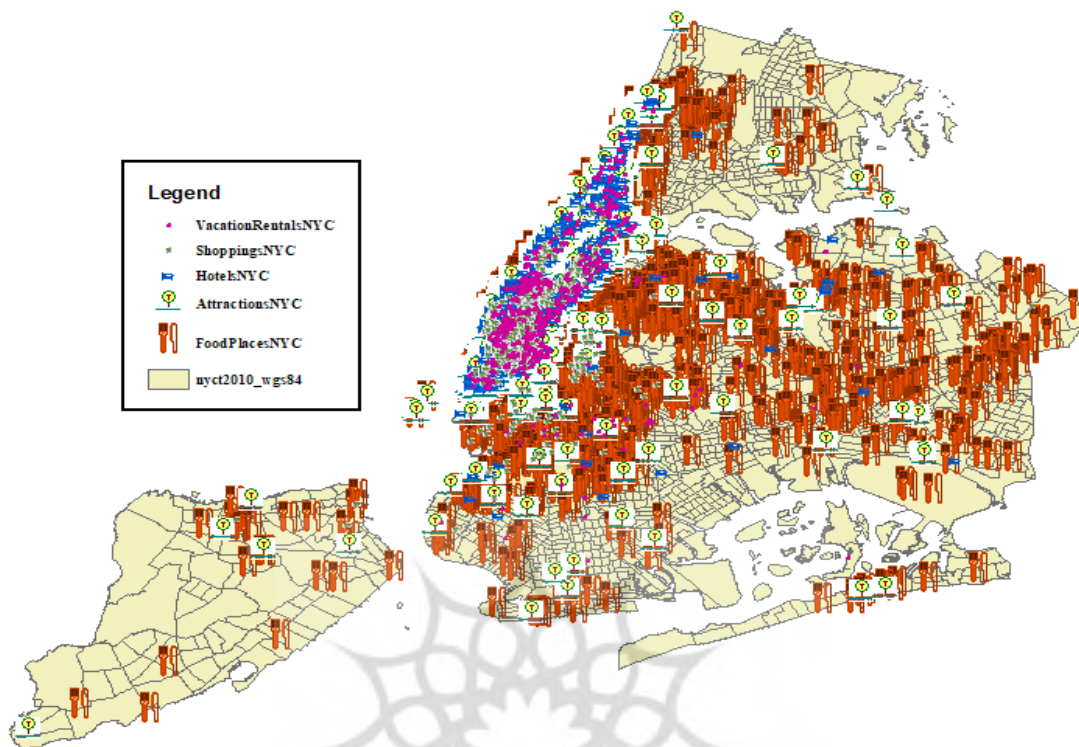 Legend
VacationRentalsNYC
ShoppingsNYC
HotelsNYC
AttractionsNYC
FoodPlacesNYC
nyct2010_wgs84